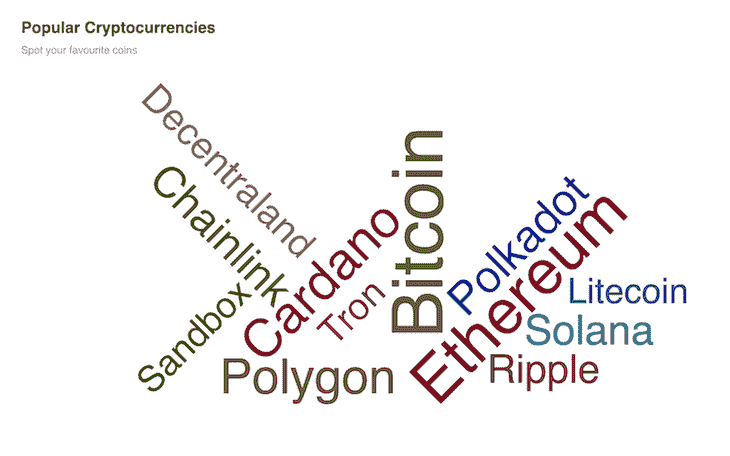 Popular Cryptocurrencies
Spot your favourite coins
Decentraland
Chainlink
Sandbox
Cardano
Tron
Polygon
Bitcoin
Polkadot
Ethereum
Litecoin
Solana
Ripple